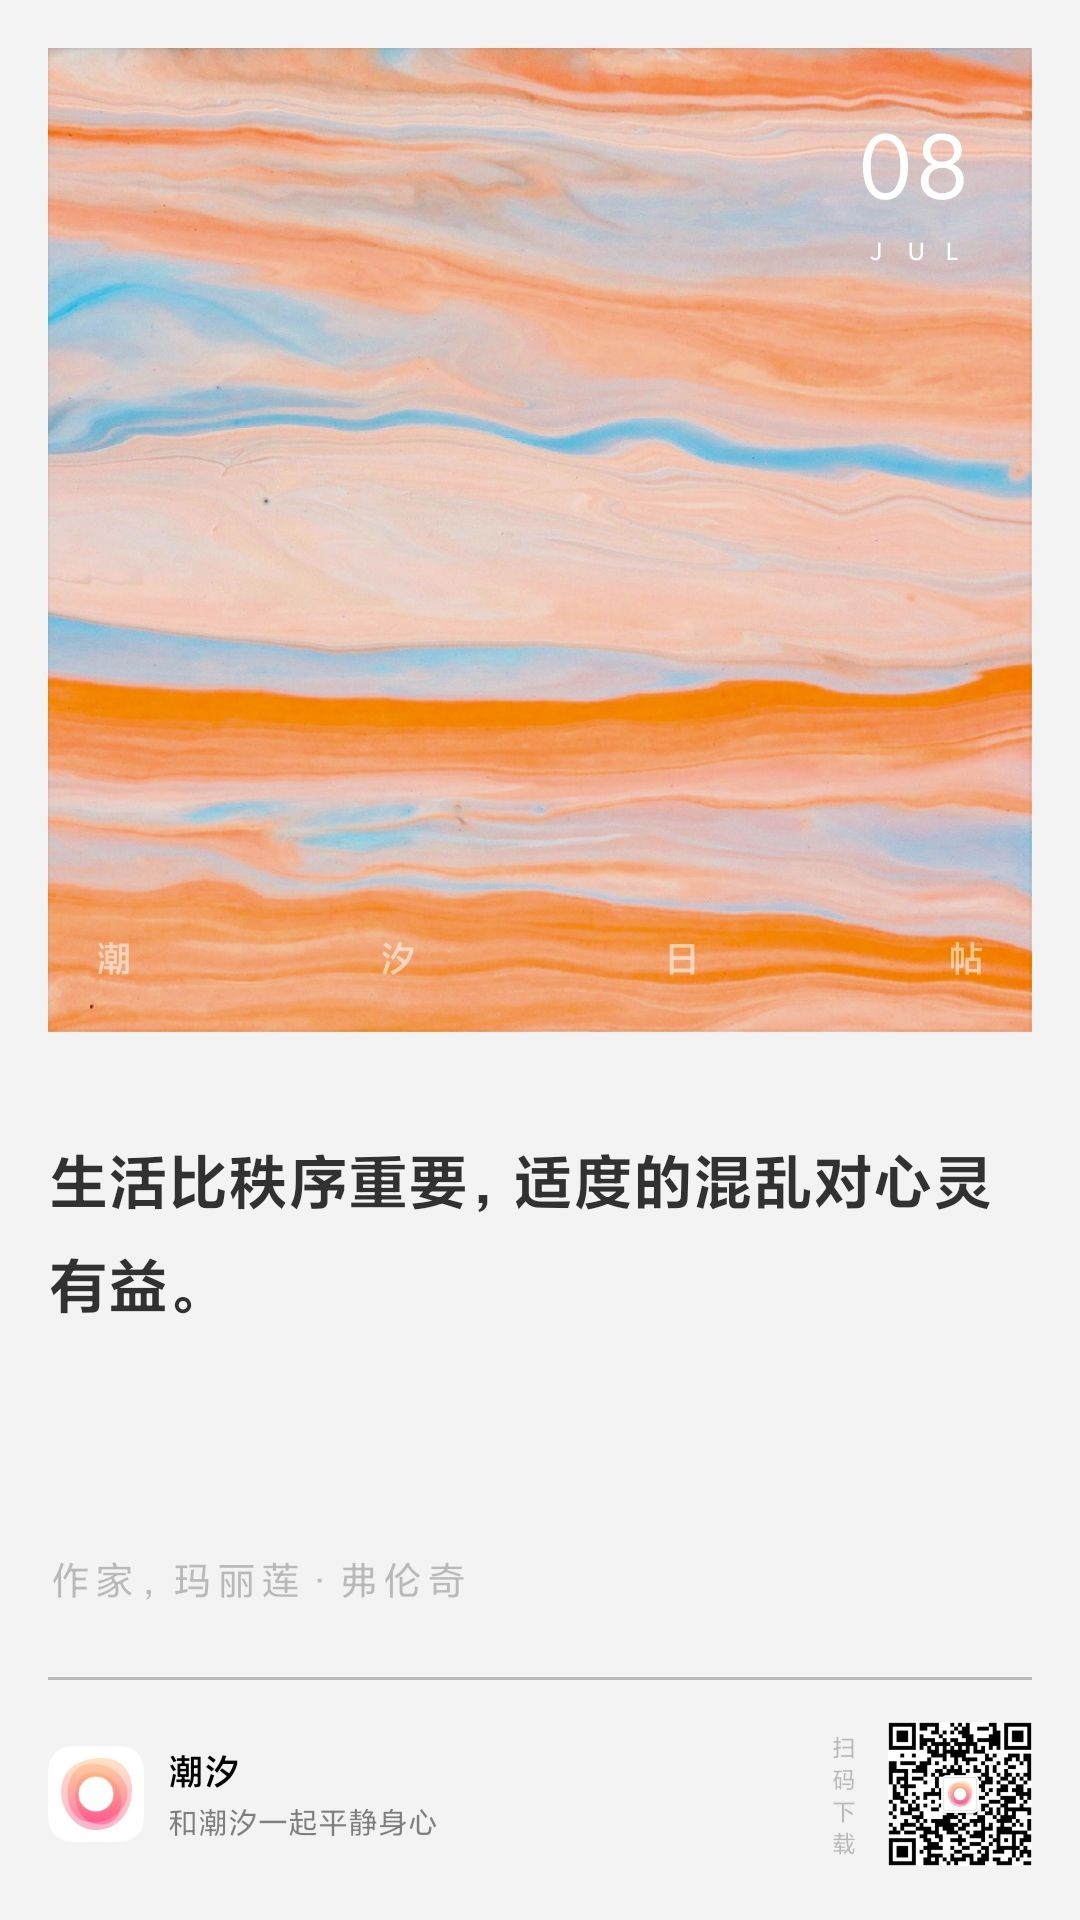 08
JUL
潮汐日帖
生活比秩序重要，适度的混乱对心灵
有益。
作家，玛丽莲·弗伦奇
潮汐
和潮汐一起平静身心
扫码下载